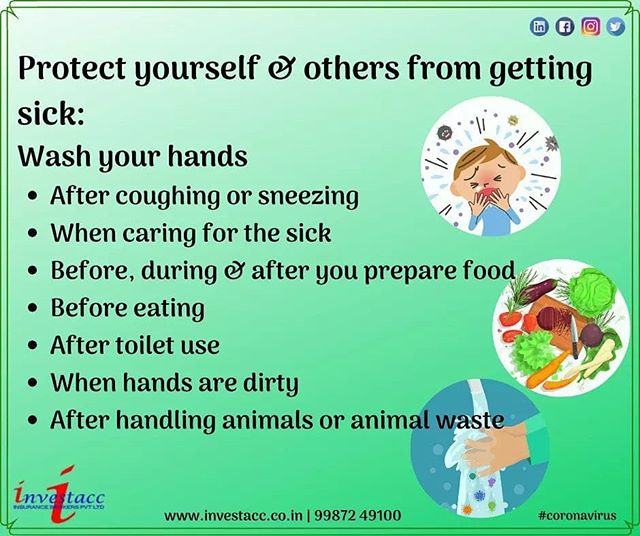 Protect yourself & others from getting
sick:
Wash your hands
• After coughing or sneezing
• When caring for the sick
• Before, during & after you prepare food
• Before eating
• After toilet use
• When hands are dirty
• After handling animals or animal waste
investacc
INSURANCE BROKERS PVT LTD
www.investacc.co.in | 99872 49100
#coronavirus